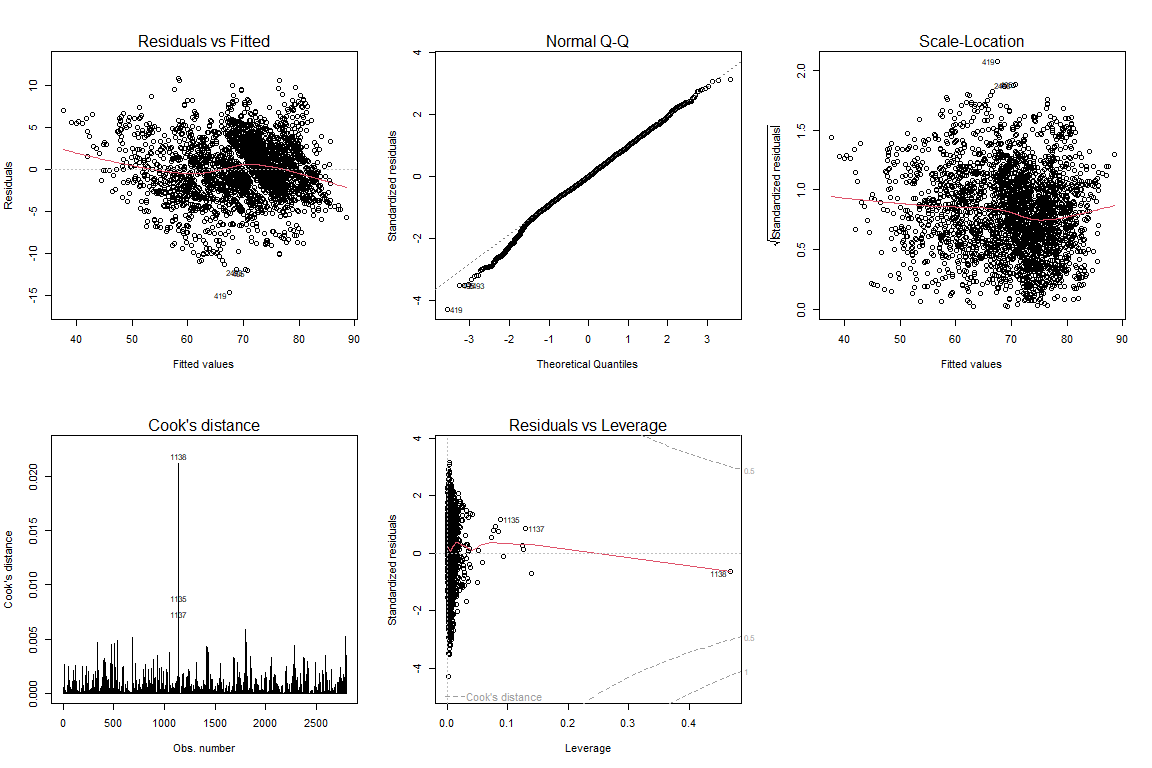 Residuals vs Fitted
Residuals
10
5
0
-5
-10
-15
419
40 50 60 70 80 90
Fitted values
Normal Q-Q
Standardized residuals
4
2
0
-2
-4
419
-3 -2 -1 0 1 2 3
Theoretical Quantiles
Scale-Location
√|Standardized residuals|
2.0
1.5
1.0
0.5
0.0
419
40 50 60 70 80 90
Fitted values
Cook's distance
Cook's distance
0.020
0.015
0.010
0.005
0.000
1138
1135
1137
0 500 1000 1500 2000 2500
Obs. number
Residuals vs Leverage
Standardized residuals
4
2
0
-2
-4
1135
1137
1138
0.5
0.5
1
Cook's distance
0.0 0.1 0.2 0.3 0.4
Leverage